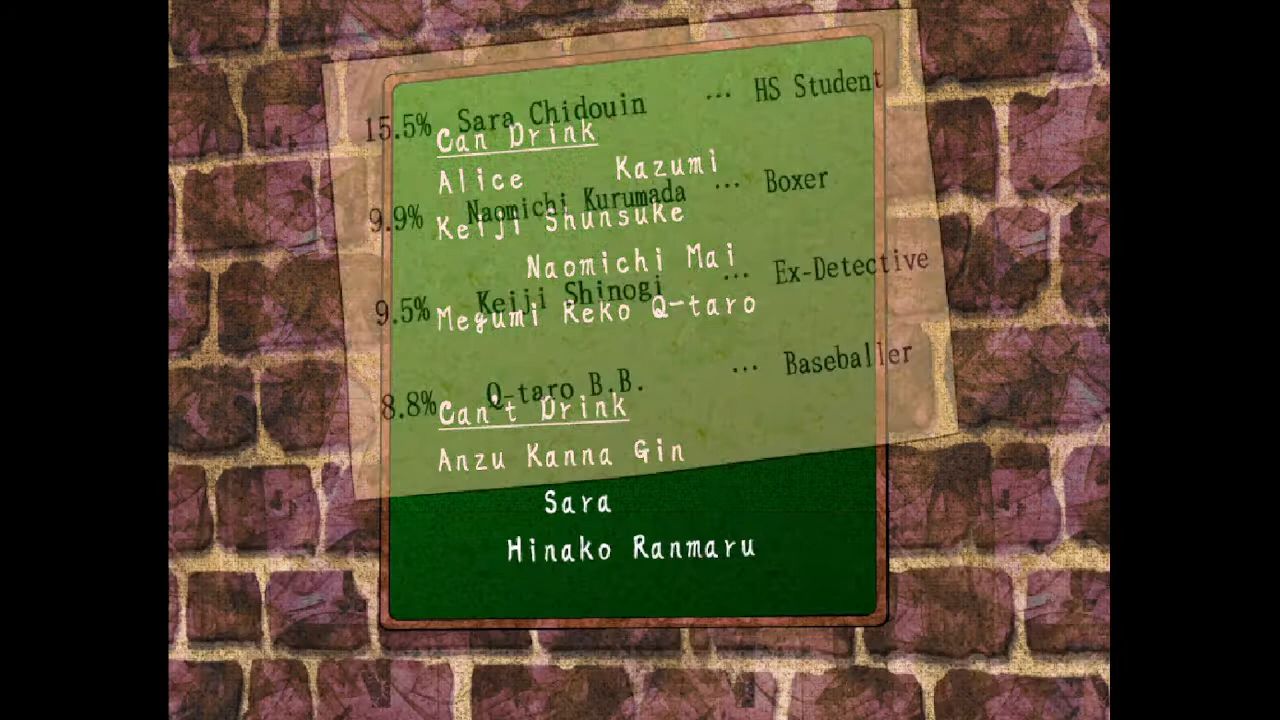 15.5% Sara Chidouin ... HS Student
Can Drink
Alice Kazumi
9.9% Naomichi Kurumada ... Boxer
Keiji Shunsuke
Naomichi Mai
9.5% Keiji Shinogi ... Ex-Detective
Megumi Reko Q-taro
8.8% Q-taro B.B. ... Baseballer
Can't Drink
Anzu Kanna Gin
Sara
Hinako Ranmaru